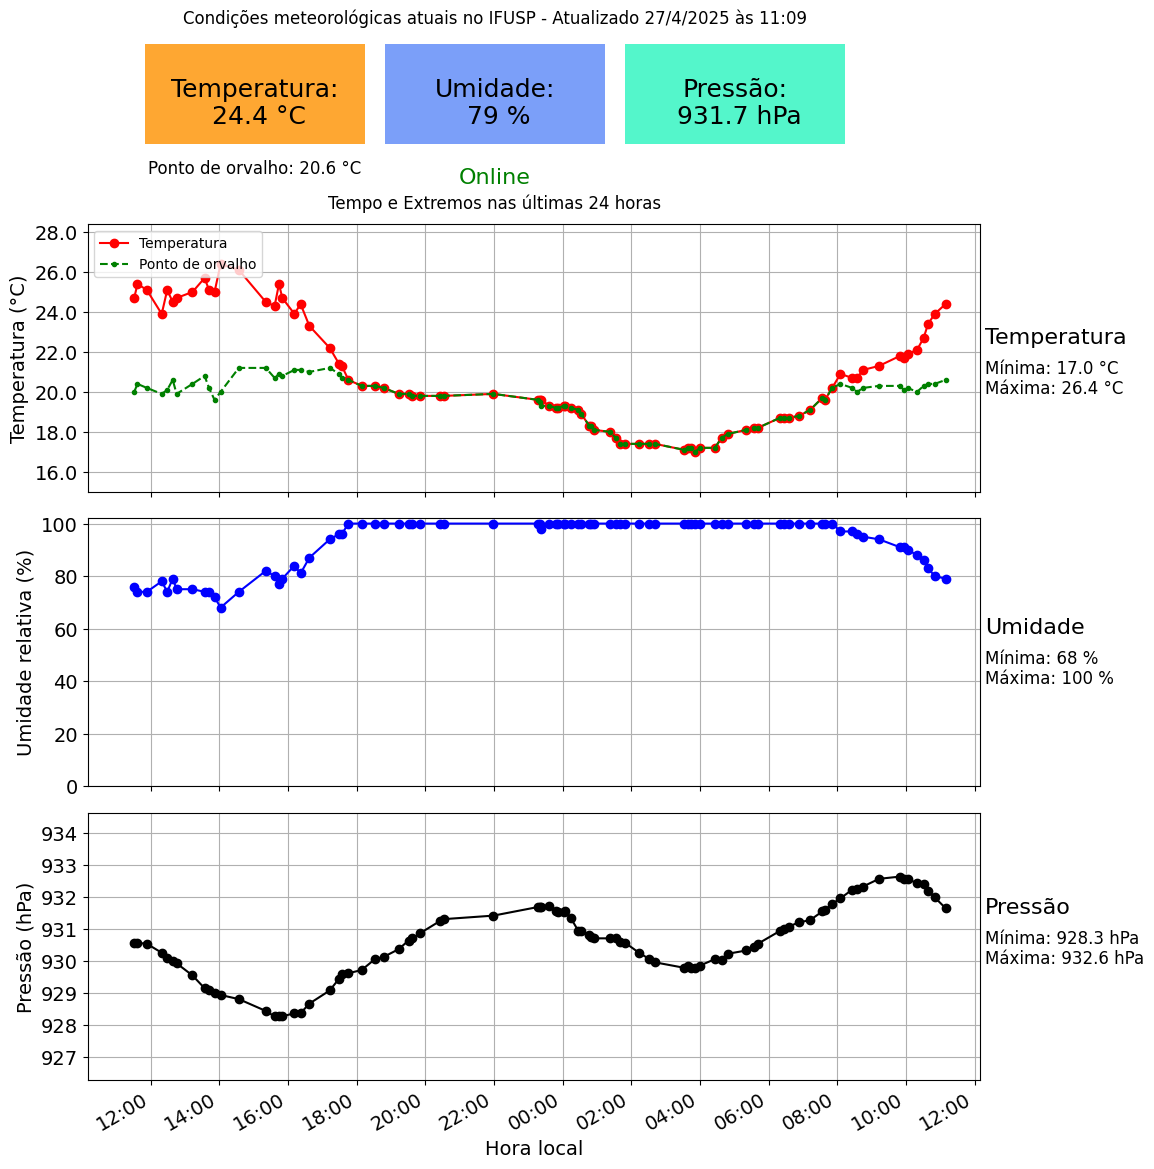 Condições meteorológicas atuais no IFUSP - Atualizado 27/4/2025 às 11:09
Temperatura:
24.4 °C
Umidade:
79 %
Pressão:
931.7 hPa
Ponto de orvalho: 20.6 °C
Online
Tempo e Extremos nas últimas 24 horas
Temperatura (°C)
28.0
26.0
24.0
22.0
20.0
18.0
16.0
Temperatura
Ponto de orvalho
Temperatura
Mínima: 17.0 °C
Máxima: 26.4 °C
Umidade relativa (%)
100
80
60
40
20
0
Umidade
Mínima: 68 %
Máxima: 100 %
Pressão (hPa)
934
933
932
931
930
929
928
927
Pressão
Mínima: 928.3 hPa
Máxima: 932.6 hPa
12:00 14:00 16:00 18:00 20:00 22:00 00:00 02:00 04:00 06:00 08:00 10:00 12:00
Hora local